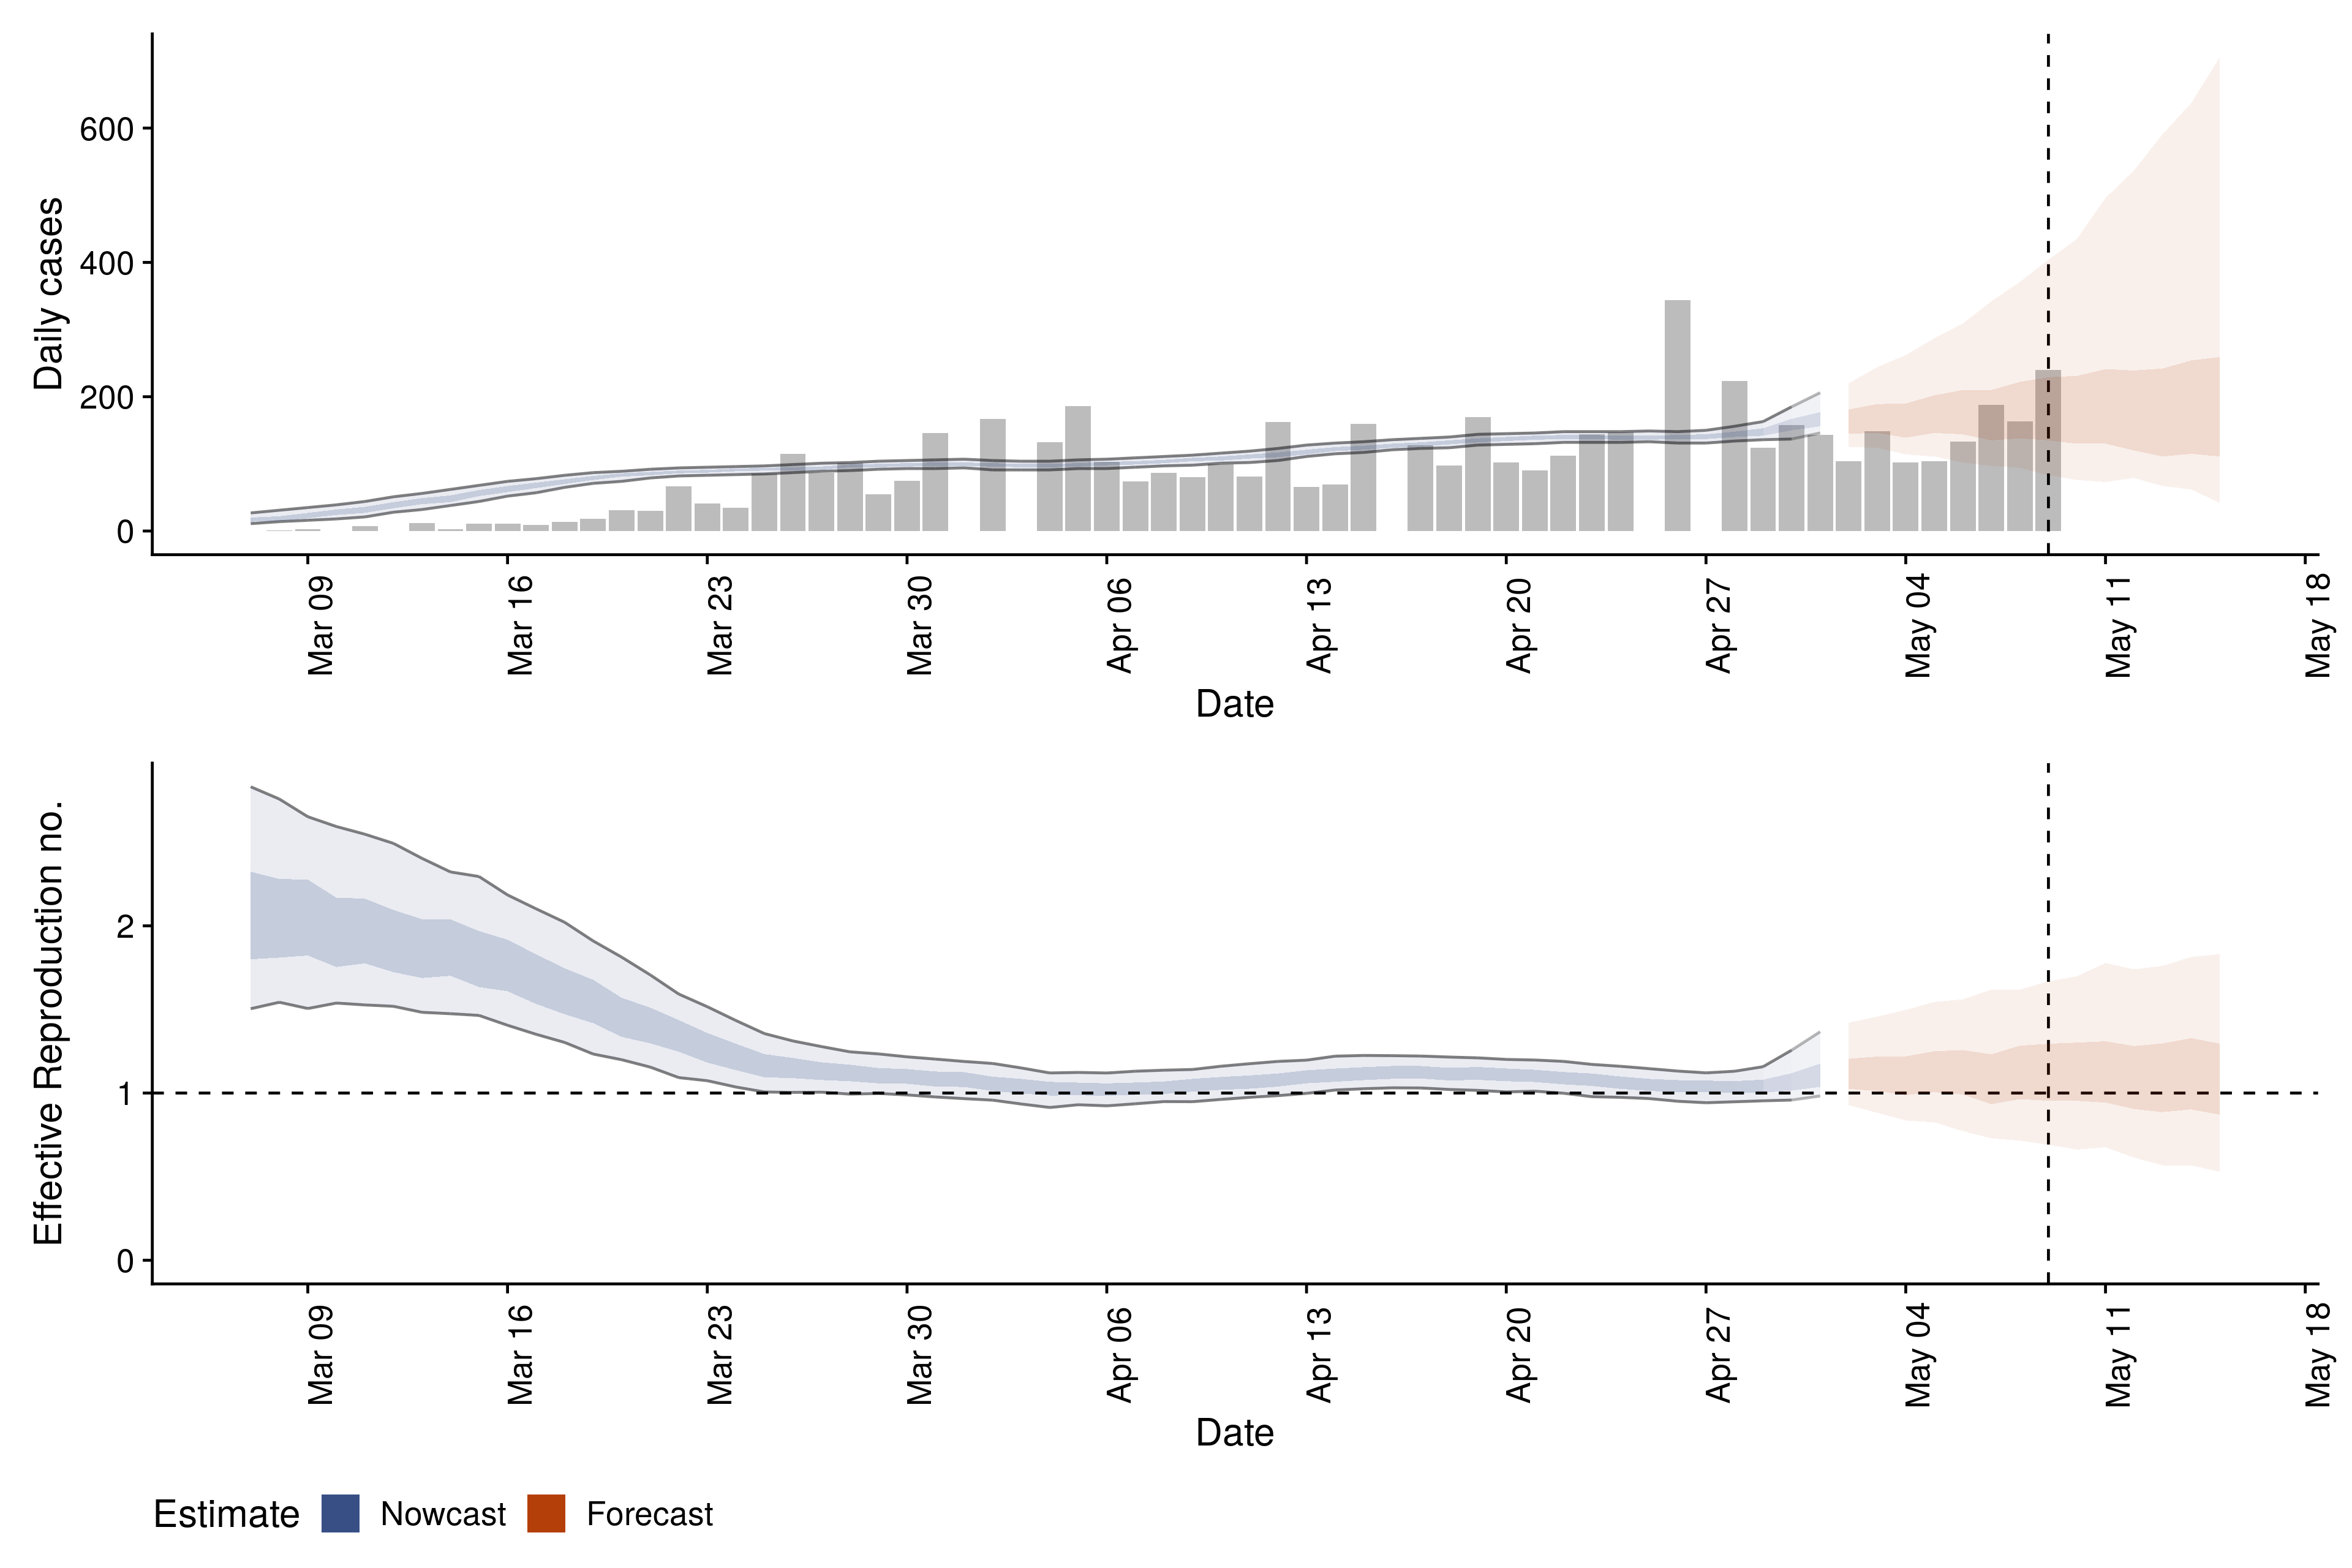 Daily cases
600
400
200
0
Mar 09
Mar 16
Mar 23
Mar 30
Apr 06
Apr 13
Apr 20
Apr 27
May 04
May 11
May 18
Date
Effective Reproduction no.
2
1
0
Mar 09
Mar 16
Mar 23
Mar 30
Apr 06
Apr 13
Apr 20
Apr 27
May 04
May 11
May 18
Date
Estimate Nowcast Forecast